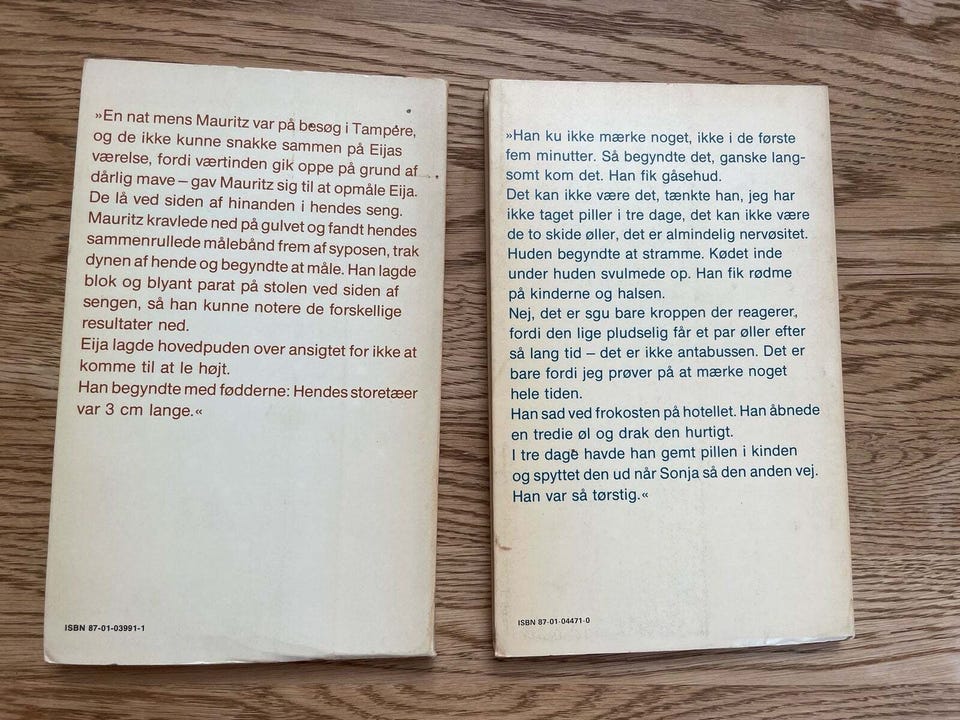 »En nat mens Mauritz var på besøg i Tampere,
og de ikke kunne snakke sammen på Eijas
værelse, fordi værtinden gik oppe på grund af
dårlig mave – gav Mauritz sig til at opmåle Eija.
De lå ved siden af hinanden i hendes seng.
Mauritz kravlede ned på gulvet og fandt hendes
sammenrullede målebånd frem af syposen, trak
dynen af hende og begyndte at måle. Han lagde
blok og blyant parat på stolen ved siden af
sengen, så han kunne notere de forskellige
resultater ned.
Eija lagde hovedpuden over ansigtet for ikke at
komme til at le højt.
Han begyndte med fødderne: Hendes storetæer
var 3 cm lange.«
ISBN 87-01-03991-1
»Han ku ikke mærke noget, ikke i de første
fem minutter. Så begyndte det, ganske lang-
somt kom det. Han fik gåsehud.
Det kan ikke være det, tænkte han, jeg har
ikke taget piller i tre dage, det kan ikke være
de to skide øller, det er almindelig nervøsitet.
Huden begyndte at stramme. Kødet inde
under huden svulmede op. Han fik rødme
på kinderne og halsen.
Nej, det er sgu bare kroppen der reagerer,
fordi den lige pludselig får et par øller efter
så lang tid – det er ikke antabussen. Det er
bare fordi jeg prøver på at mærke noget
hele tiden.
Han sad ved frokosten på hotellet. Han åbnede
en tredie øl og drak den hurtigt.
I tre dage havde han gemt pillen i kinden
og spyttet den ud når Sonja så den anden vej.
Han var så tørstig.«
ISBN 87-01-04471-0